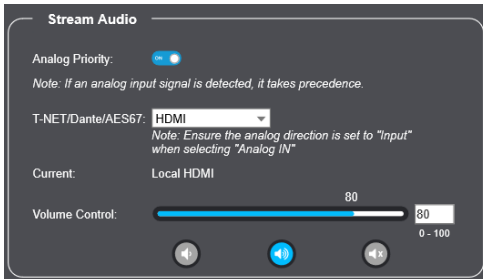 Stream Audio
Analog Priority:
ON
Note: If an analog input signal is detected, it takes precedence.
T-NET/Dante/AES67:
HDMI
Note: Ensure the analog direction is set to "Input"
when selecting "Analog IN"
Current:
Local HDMI
80
Volume Control:
80
0 - 100